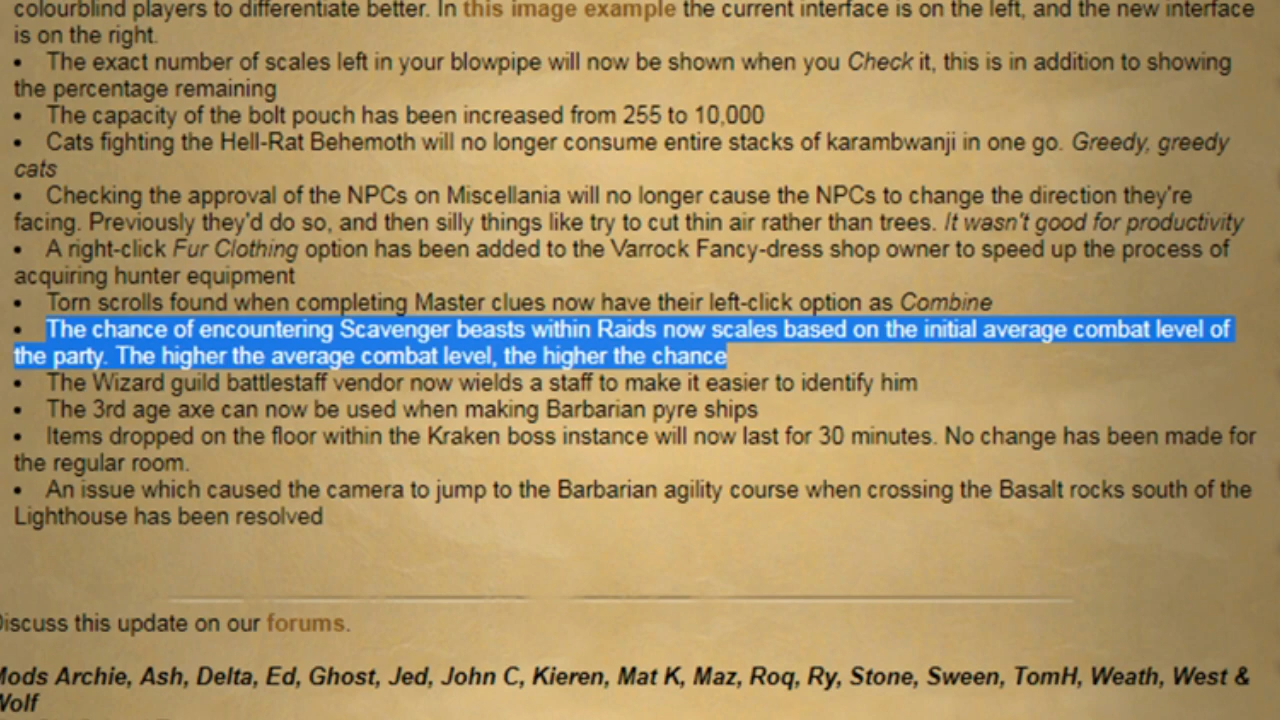 colourblind players to differentiate better. In this image example the current interface is on the left, and the new interface
is on the right.
• The exact number of scales left in your blowpipe will now be shown when you Check it, this is in addition to showing
the percentage remaining
• The capacity of the bolt pouch has been increased from 255 to 10,000
• Cats fighting the Hell-Rat Behemoth will no longer consume entire stacks of karambwanji in one go. Greedy, greedy
cats
• Checking the approval of the NPCs on Miscellania will no longer cause the NPCs to change the direction they're
facing. Previously they'd do so, and then silly things like try to cut thin air rather than trees. It wasn't good for productivity
• A right-click Fur Clothing option has been added to the Varrock Fancy-dress shop owner to speed up the process of
acquiring hunter equipment
• Torn scrolls found when completing Master clues now have their left-click option as Combine
• The chance of encountering Scavenger beasts within Raids now scales based on the initial average combat level of
the party. The higher the average combat level, the higher the chance
• The Wizard guild battlestaff vendor now wields a staff to make it easier to identify him
• The 3rd age axe can now be used when making Barbarian pyre ships
• Items dropped on the floor within the Kraken boss instance will now last for 30 minutes. No change has been made for
the regular room.
• An issue which caused the camera to jump to the Barbarian agility course when crossing the Basalt rocks south of the
Lighthouse has been resolved
Discuss this update on our forums.
Mods Archie, Ash, Delta, Ed, Ghost, Jed, John C, Kieren, Mat K, Maz, Roq, Ry, Stone, Sween, TomH, Weath, West &
Wolf